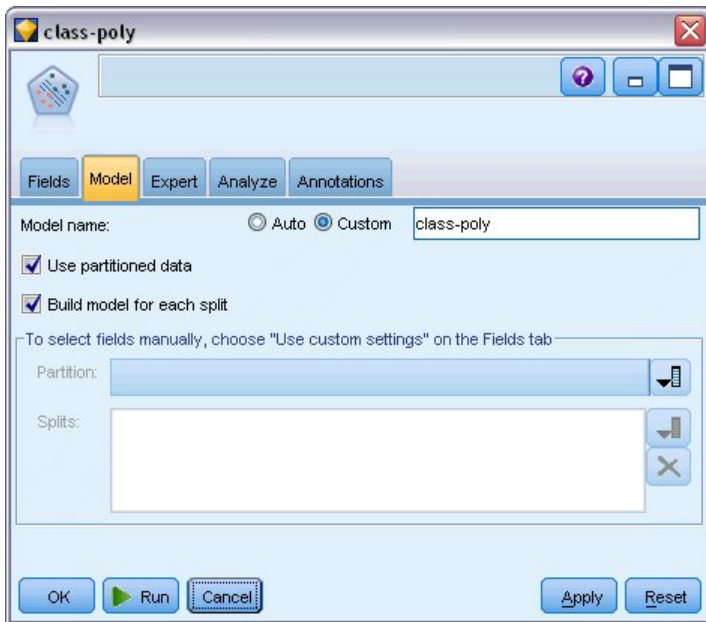 class-poly
?
Fields Model Expert Analyze Annotations
Model name: Auto Custom class-poly
Use partitioned data
Build model for each split
To select fields manually, choose "Use custom settings" on the Fields tab
Partition:
Splits:
OK Run Cancel Apply Reset